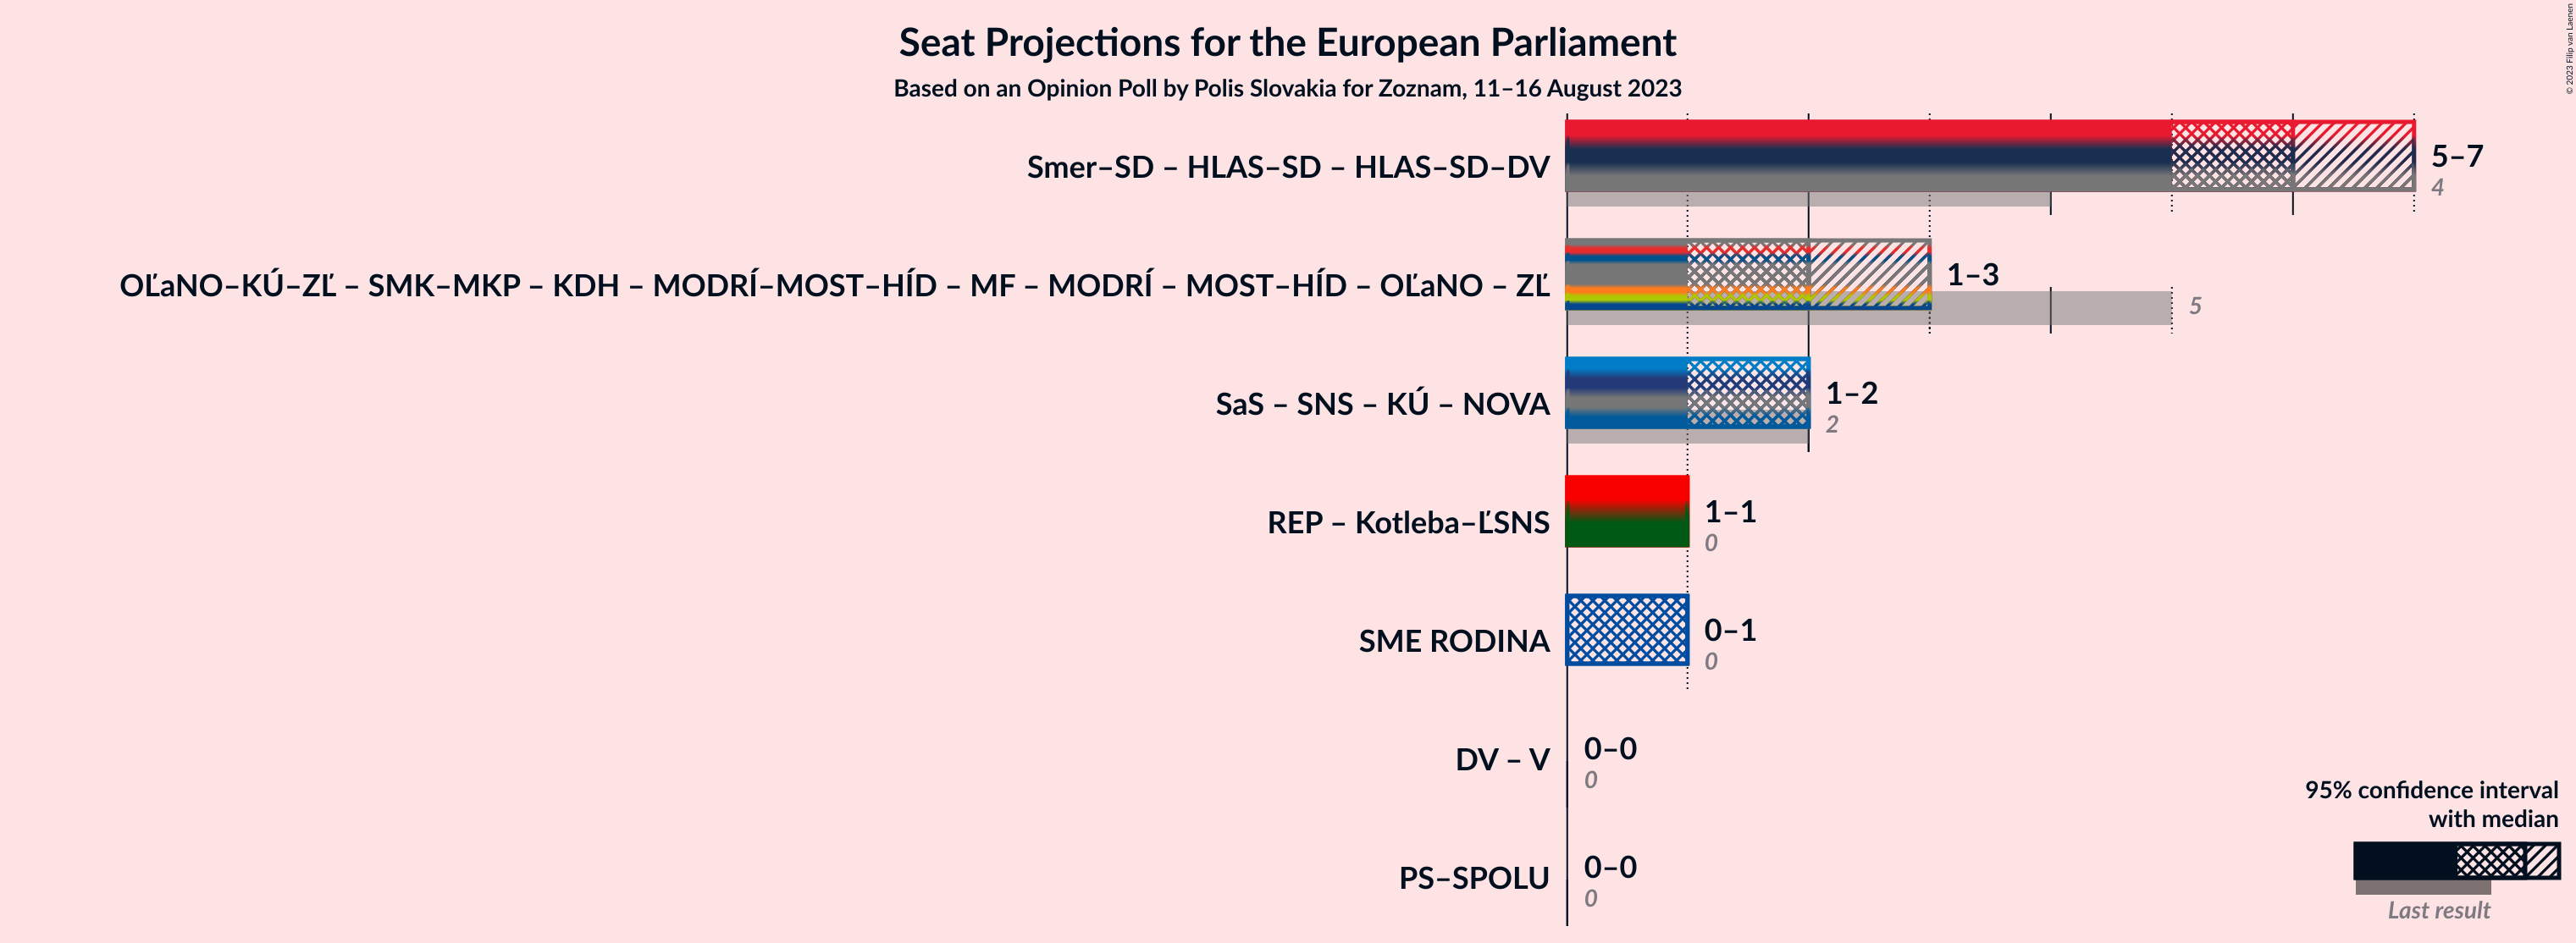 Seat Projections for the European Parliament
Based on an Opinion Poll by Polis Slovakia for Zoznam, 11–16 August 2023
© 2023 Filip van Laenen
Smer–SD – HLAS–SD – HLAS–SD–DV
5–7
4
OĽaNO–KÚ–ZĽ – SMK–MKP – KDH – MODRÍ–MOST–HÍD – MF – MODRÍ – MOST–HÍD – OĽaNO – ZĽ
1–3
5
SaS – SNS – KÚ – NOVA
1–2
2
REP – Kotleba–ĽSNS
1–1
0
SME RODINA
0–1
0
DV – V
0–0
0
PS–SPOLU
0–0
0
95% confidence interval
with median
Last result